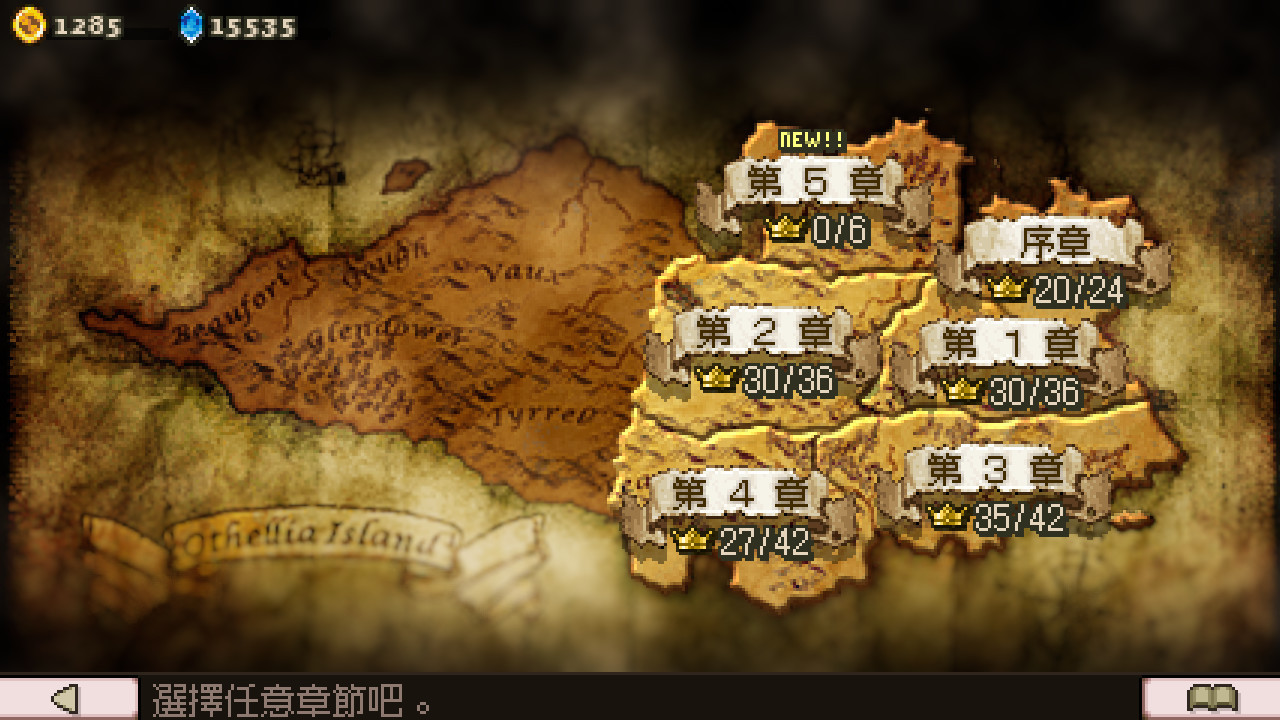 1285 15535
NEW!!
第 5 章
0/6
序章
20/24
第 2 章
30/36
第 1 章
30/36
第 3 章
35/42
第 4 章
27/42
Beaufort
Gough
Vaux
Glendower
Tyrreo
Othellia Island
選擇任意章節吧。